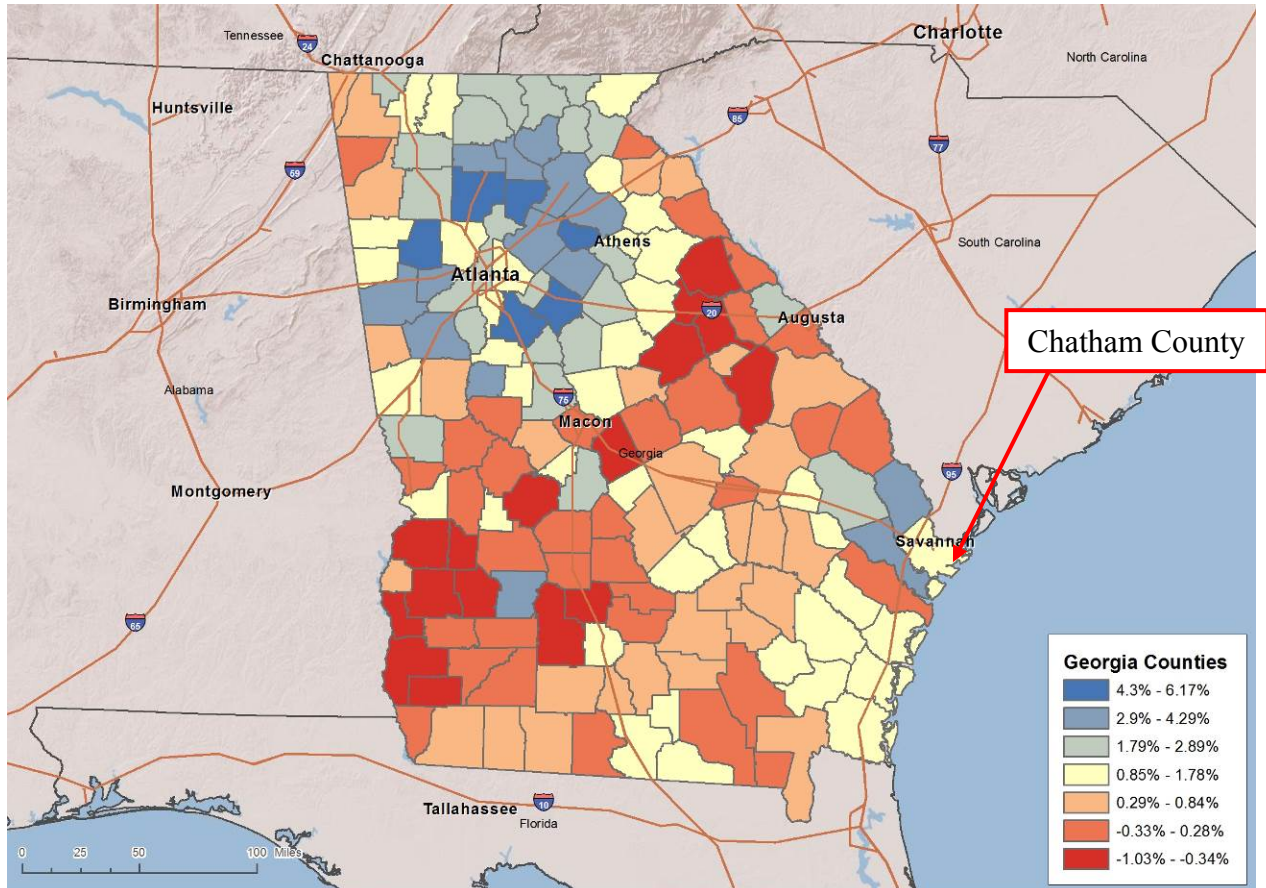 Tennessee
24
Chattanooga
Charlotte
North Carolina
Huntsville
85
77
59
Athens
South Carolina
Atlanta
Birmingham
20
Augusta
Chatham County
Alabama
75
Macon
Georgia
95
Montgomery
Savannah
65
Tallahassee
10
Florida
0 25 50 100 Miles
Georgia Counties
4.3% - 6.17%
2.9% - 4.29%
1.79% - 2.89%
0.85% - 1.78%
0.29% - 0.84%
-0.33% - 0.28%
-1.03% - -0.34%